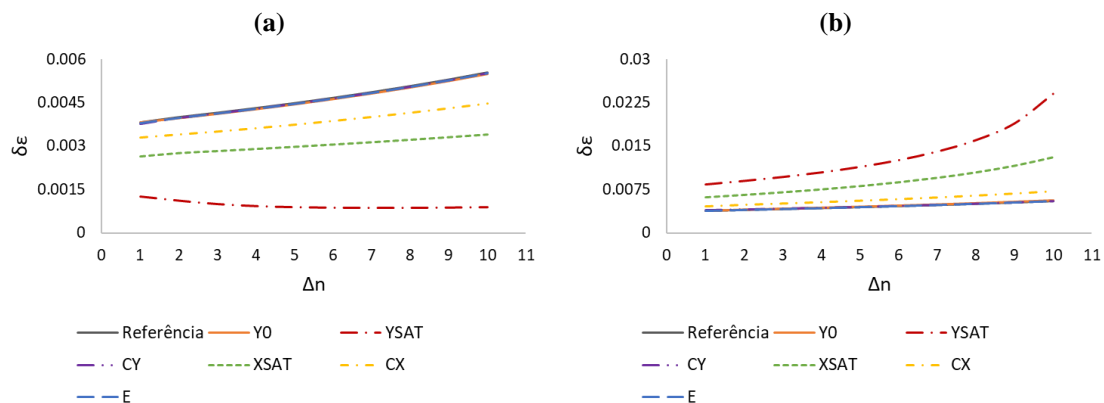 (a)
0.006
0.0045
0.003
0.0015
0
0 1 2 3 4 5 6 7 8 9 10 11
δε
Δn
Referência Y0 YSAT
CY XSAT CX
E
(b)
0.03
0.0225
0.015
0.0075
0
0 1 2 3 4 5 6 7 8 9 10 11
δε
Δn
Referência Y0 YSAT
CY XSAT CX
E